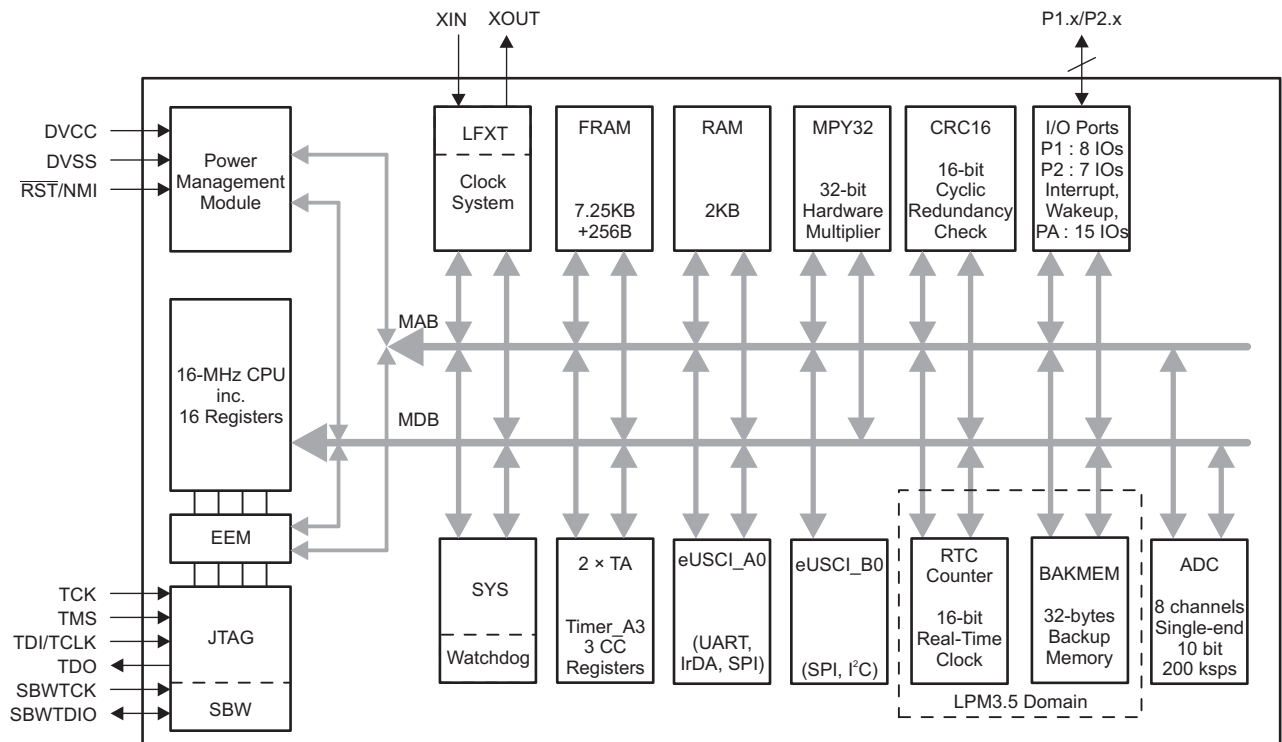 XIN
XOUT
P1.x/P2.x
DVCC
DVSS
RST/NMI
Power
Management
Module
LFXT
Clock
System
FRAM
7.25KB
+256B
RAM
2KB
MPY32
32-bit
Hardware
Multiplier
CRC16
16-bit
Cyclic
Redundancy
Check
I/O Ports
P1 : 8 IOs
P2 : 7 IOs
Interrupt,
Wakeup,
PA : 15 IOs
MAB
16-MHz CPU
inc.
16 Registers
MDB
EEM
TCK
TMS
TDI/TCLK
TDO
SBWTCK
SBWTDIO
JTAG
SBW
SYS
Watchdog
2 × TA
Timer_A3
3 CC
Registers
eUSCI_A0
(UART,
IrDA, SPI)
eUSCI_B0
(SPI, I²C)
RTC
Counter
16-bit
Real-Time
Clock
BAKMEM
32-bytes
Backup
Memory
LPM3.5 Domain
ADC
8 channels
Single-end
10 bit
200 ksps